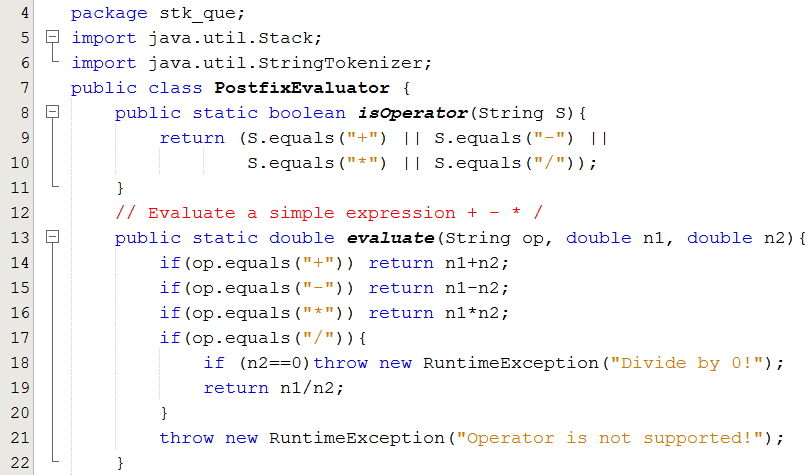 4 package stk_que;
5 import java.util.Stack;
6 import java.util.StringTokenizer;
7 public class PostfixEvaluator {
8 public static boolean isOperator(String S){
9 return (S.equals("+") || S.equals("-") ||
10 S.equals("*") || S.equals("/"));
11 }
12 // Evaluate a simple expression + - * /
13 public static double evaluate(String op, double n1, double n2){
14 if(op.equals("+")) return n1+n2;
15 if(op.equals("-")) return n1-n2;
16 if(op.equals("*")) return n1*n2;
17 if(op.equals("/")){
18 if (n2==0)throw new RuntimeException("Divide by 0!");
19 return n1/n2;
20 }
21 throw new RuntimeException("Operator is not supported!");
22 }